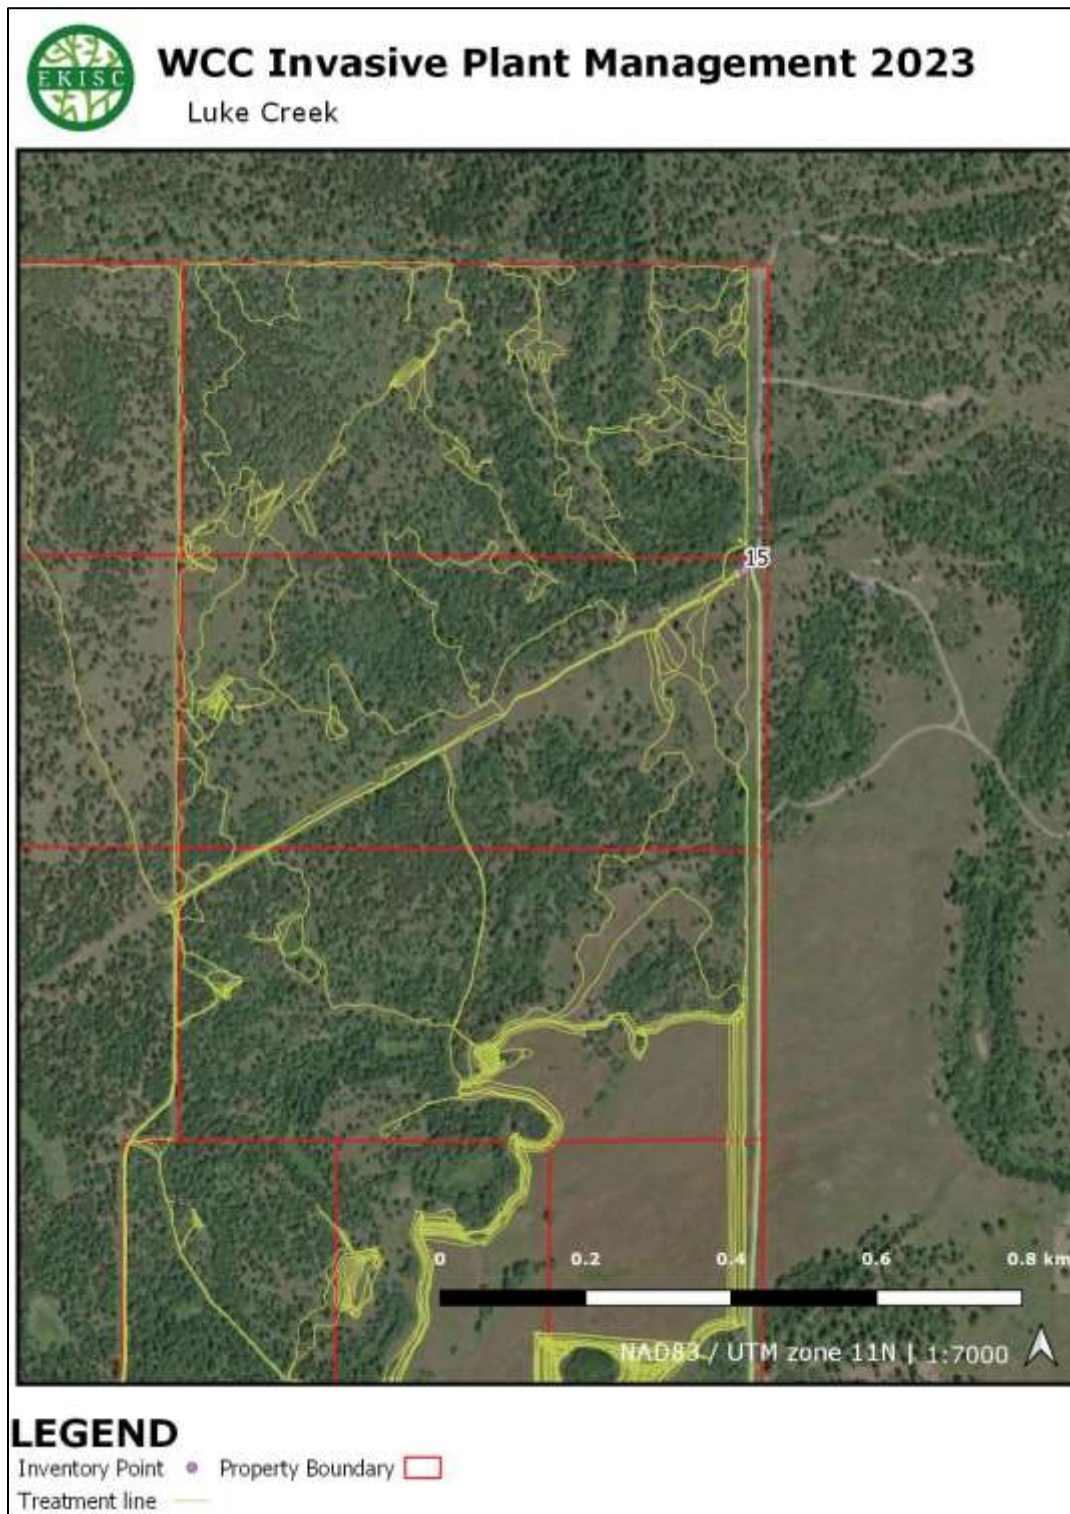 EKISC
WCC Invasive Plant Management 2023
Luke Creek
15
0 0.2 0.4 0.6 0.8 km
NAD83 / UTM zone 11N | 1:7000
LEGEND
Inventory Point Property Boundary
Treatment line